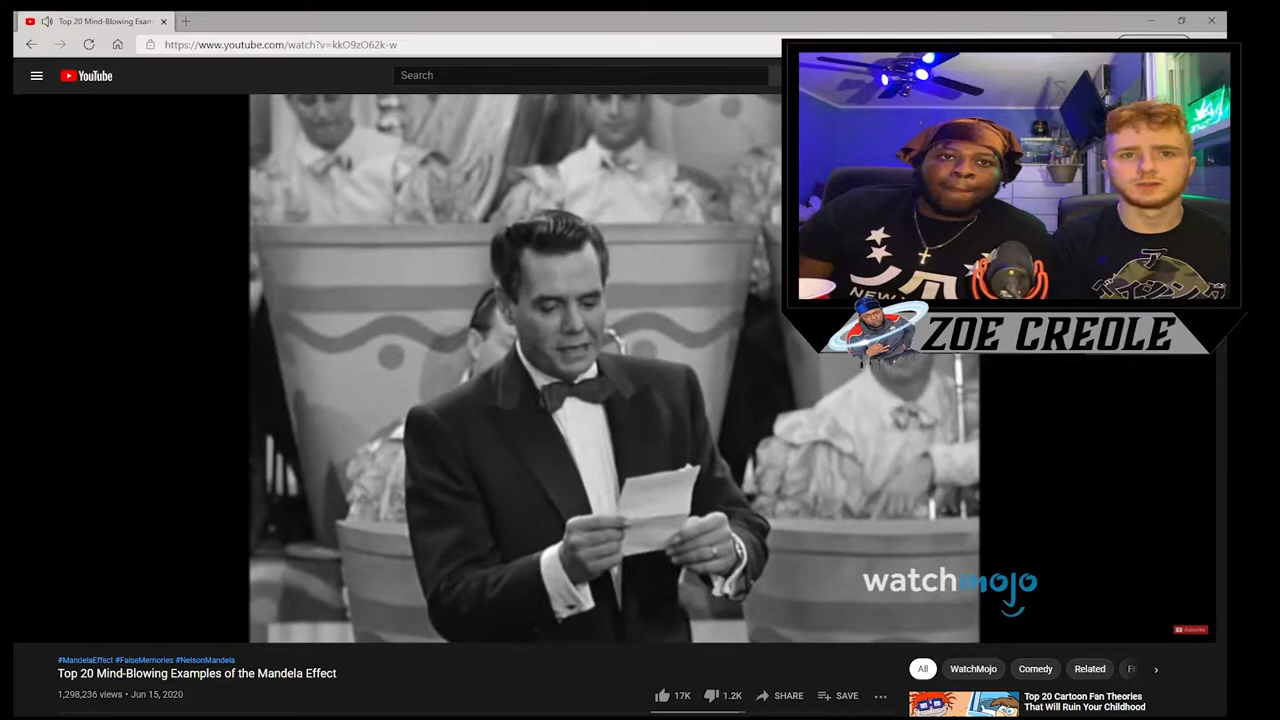 Top 20 Mind-Blowing Exam
https://www.youtube.com/watch?v=kkO9zO62k-w
YouTube
Search
NEW
ZOE CREOLE
watchmojo
Subscribe
#MandelaEffect #FalseMemories #NelsonMandela
Top 20 Mind-Blowing Examples of the Mandela Effect
1,298,236 views • Jun 15, 2020
17K
1.2K
SHARE
SAVE
All
WatchMojo
Comedy
Related
Top 20 Cartoon Fan Theories
That Will Ruin Your Childhood